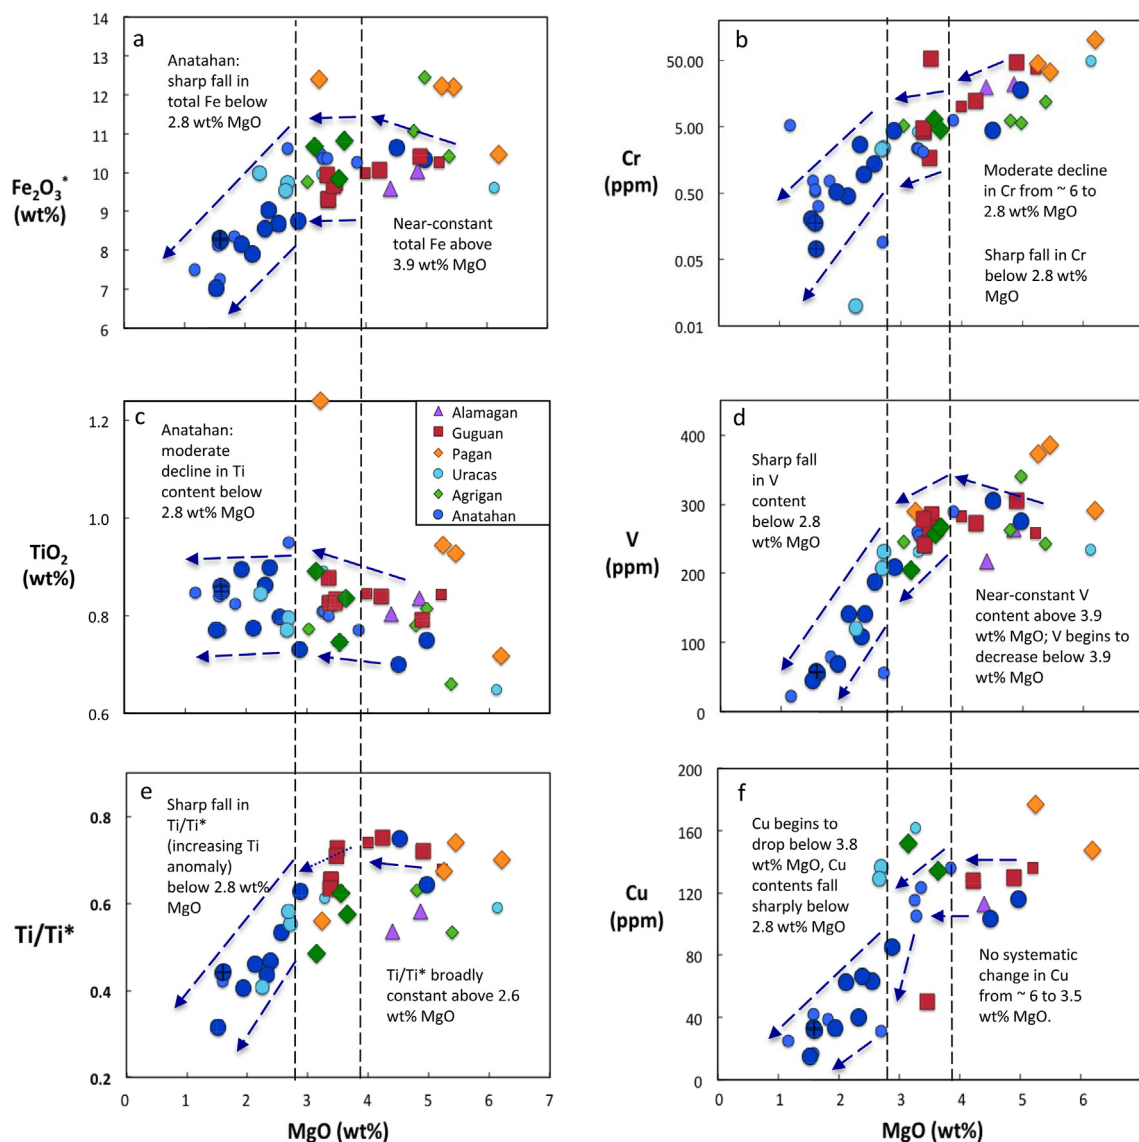 a
Anatahan:
sharp fall in
total Fe below
2.8 wt% MgO
Near-constant
total Fe above
3.9 wt% MgO
Fe2O3*
(wt%)
14
13
12
11
10
9
8
7
6
b
Moderate decline
in Cr from ~ 6 to
2.8 wt% MgO
Sharp fall in Cr
below 2.8 wt%
MgO
Cr
(ppm)
50.00
5.00
0.50
0.05
0.01
c
Anatahan:
moderate
decline in Ti
content below
2.8 wt% MgO
Alamagan
Guguan
Pagan
Uracas
Agrigan
Anatahan
TiO2
(wt%)
1.2
1.0
0.8
0.6
d
Sharp fall
in V
content
below 2.8
wt% MgO
Near-constant V
content above 3.9
wt% MgO; V begins to
decrease below 3.9
wt% MgO
V
(ppm)
400
300
200
100
0
e
Sharp fall in
Ti/Ti*
(increasing Ti
anomaly)
below 2.8 wt%
MgO
Ti/Ti* broadly
constant above 2.6
wt% MgO
Ti/Ti*
0.8
0.6
0.4
0.2
0 1 2 3 4 5 6 7
MgO (wt%)
f
Cu begins to
drop below 3.8
wt% MgO, Cu
contents fall
sharply below
2.8 wt% MgO
No systematic
change in Cu
from ~ 6 to 3.5
wt% MgO.
Cu
(ppm)
200
160
120
80
40
0
0 1 2 3 4 5 6 7
MgO (wt%)